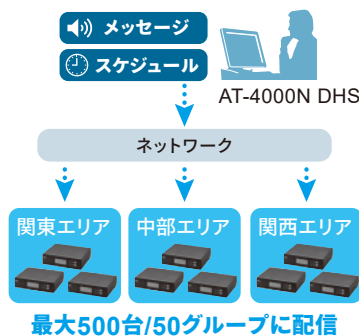 メッセージ
スケジュール
AT-4000N DHS
ネットワーク
関東エリア 中部エリア 関西エリア
最大500台/50グループに配信